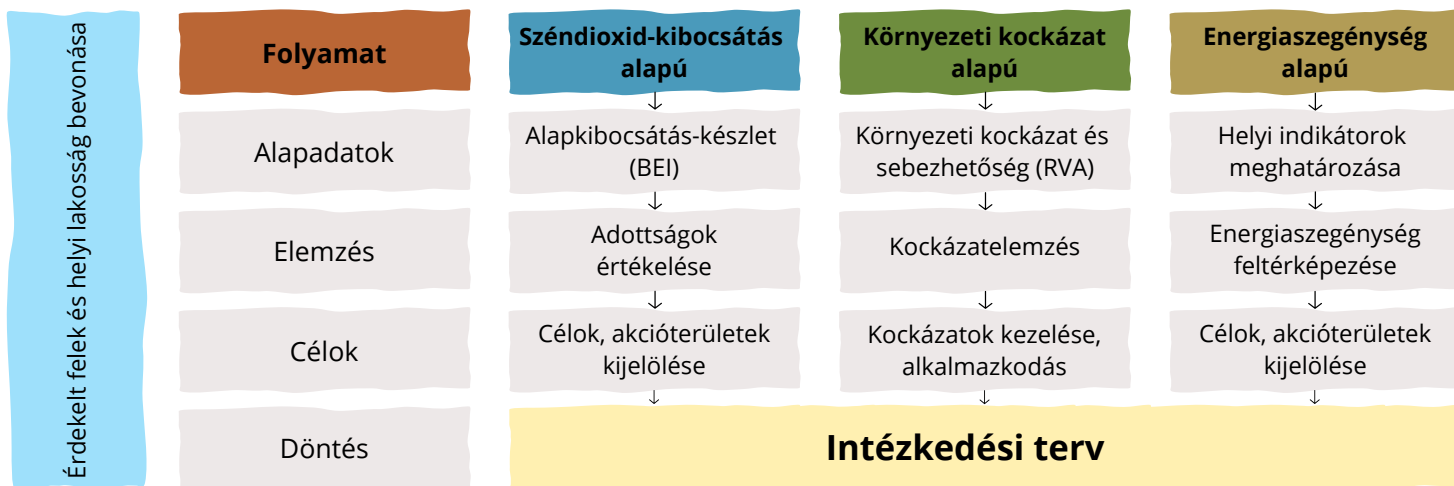 Érdekelt felek és helyi lakosság bevonása
Folyamat
Széndioxid-kibocsátás
alapú
Környezeti kockázat
alapú
Energiaszegénység
alapú
Alapadatok
Alapkibocsátás-készlet
(BEI)
Környezeti kockázat és
sebezhetőség (RVA)
Helyi indikátorok
meghatározása
Elemzés
Adottságok
értékelése
Kockázatelemzés
Energiaszegénység
feltérképezése
Célok
Célok, akcióterületek
kijelölése
Kockázatok kezelése,
alkalmazkodás
Célok, akcióterületek
kijelölése
Döntés
Intézkedési terv